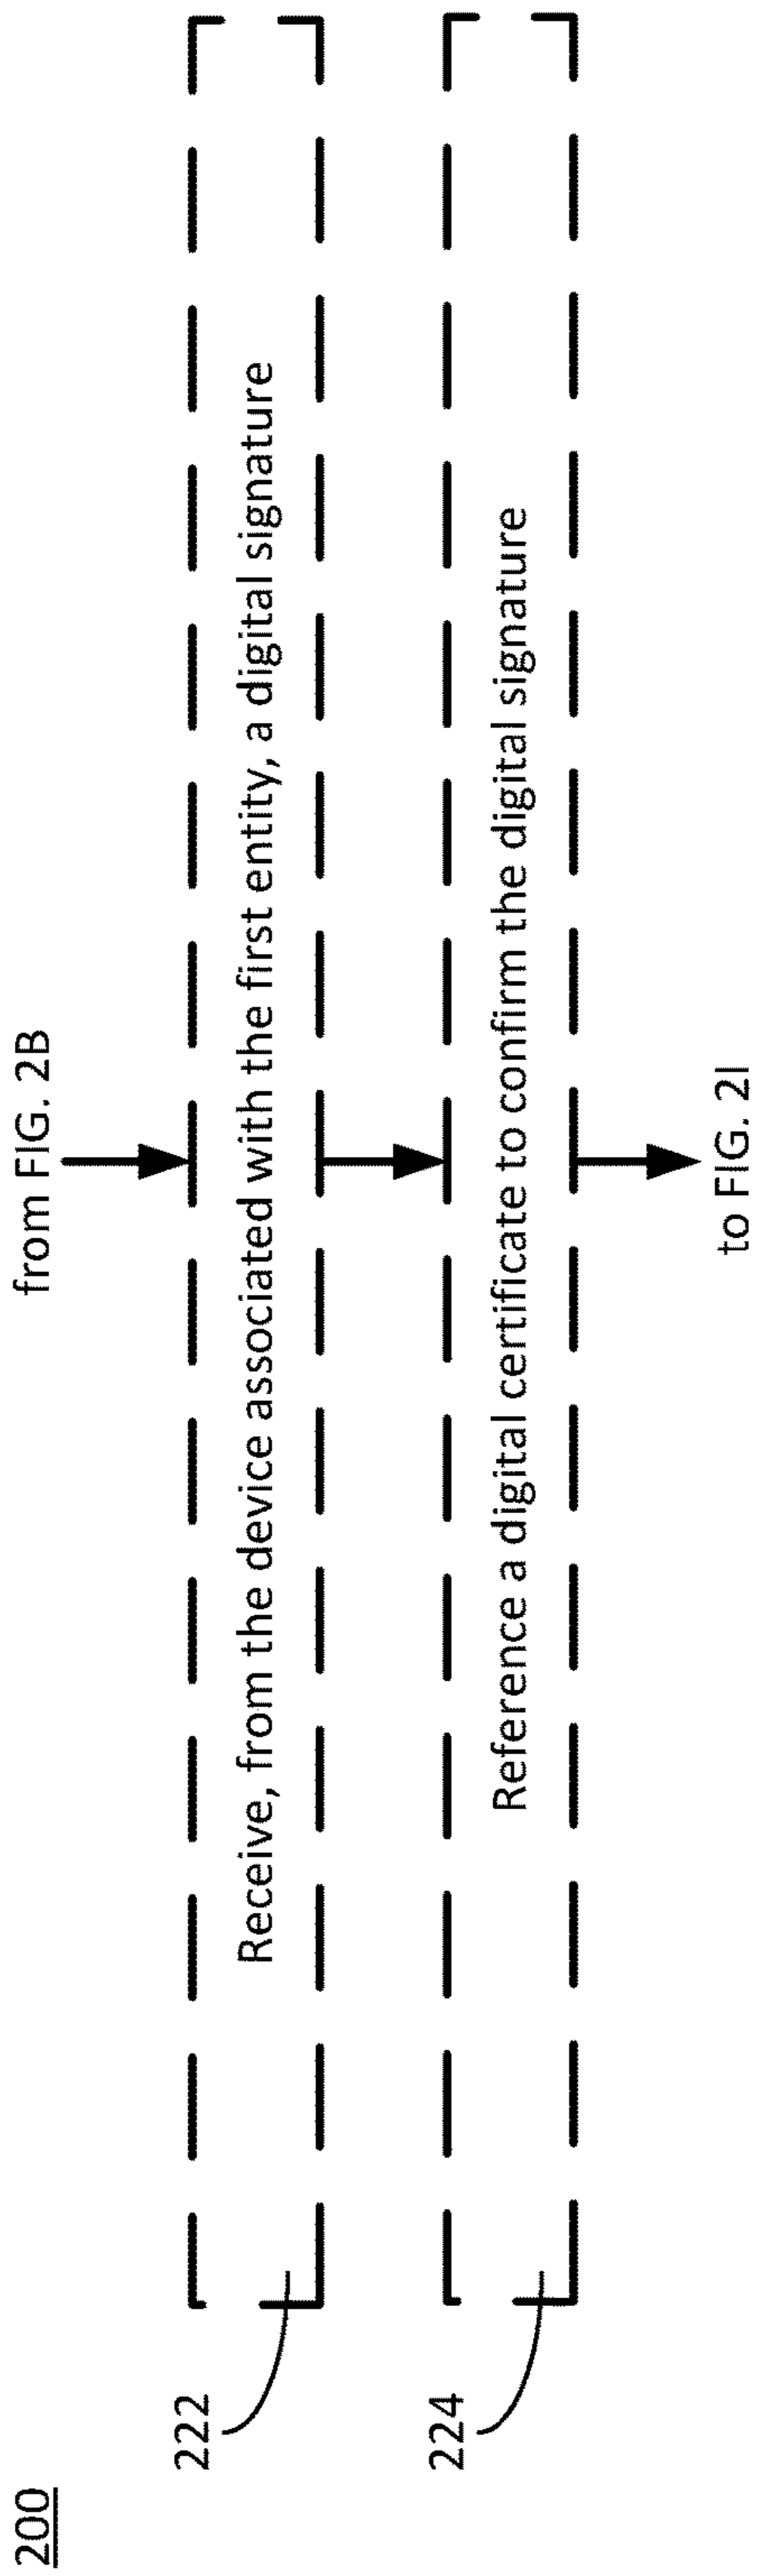 200
from FIG. 2B
222
Receive, from the device associated with the first entity, a digital signature
224
Reference a digital certificate to confirm the digital signature
to FIG. 2I